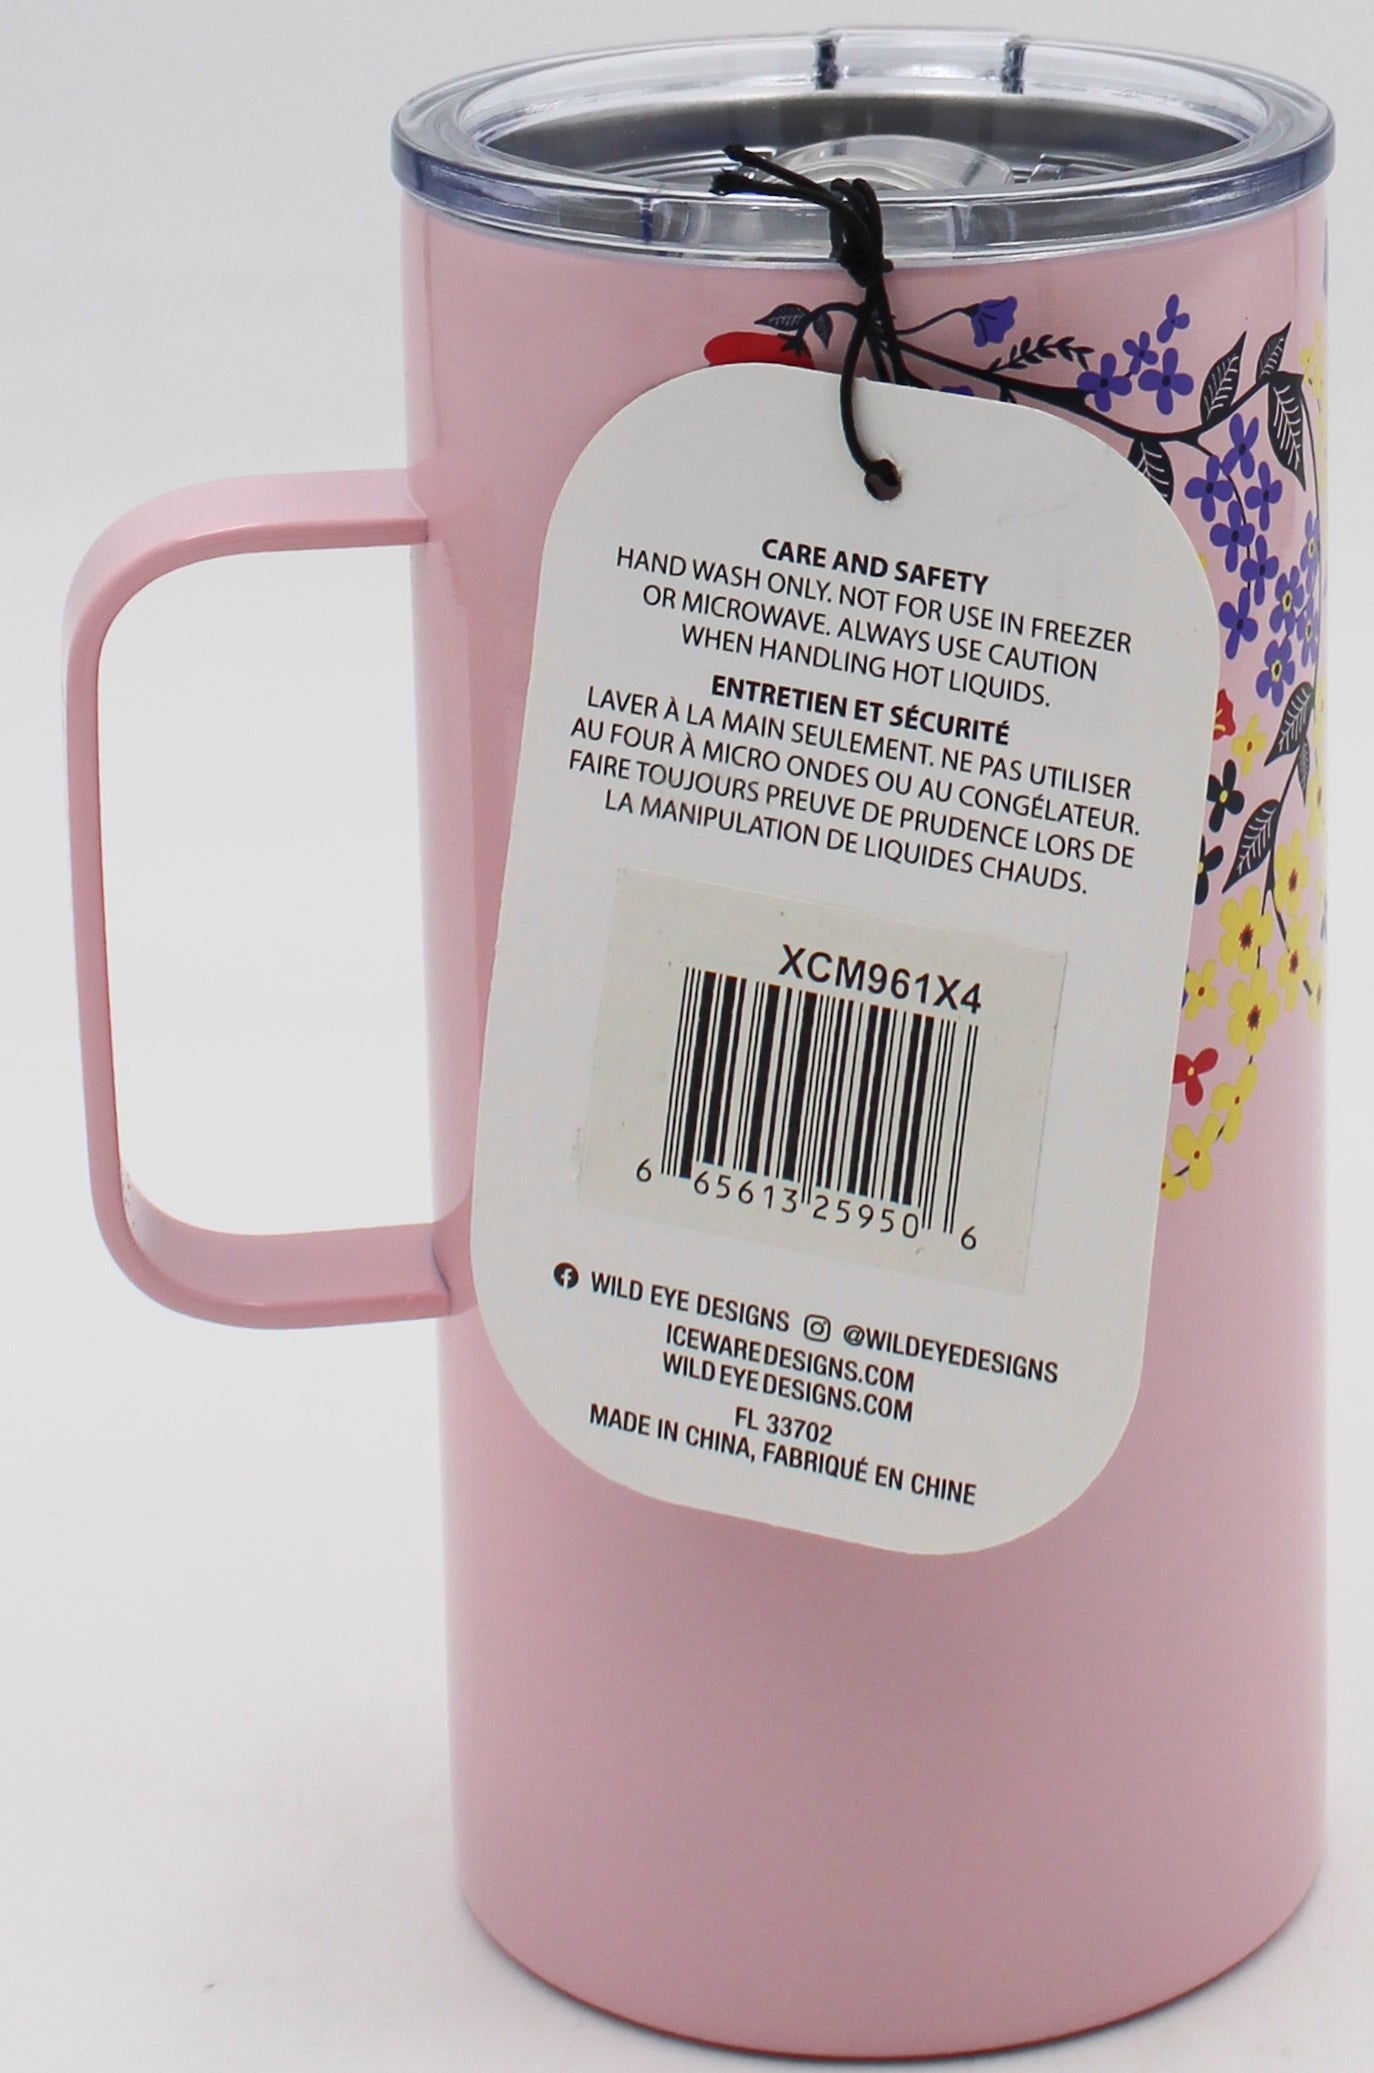 CARE AND SAFETY
HAND WASH ONLY. NOT FOR USE IN FREEZER
OR MICROWAVE. ALWAYS USE CAUTION
WHEN HANDLING HOT LIQUIDS.
ENTRETIEN ET SÉCURITÉ
LAVER À LA MAIN SEULEMENT. NE PAS UTILISER
AU FOUR À MICRO ONDES OU AU CONGÉLATEUR.
FAIRE TOUJOURS PREUVE DE PRUDENCE LORS DE
LA MANIPULATION DE LIQUIDES CHAUDS.
XCM961X4
6 65613 25950 6
WILD EYE DESIGNS @WILDEYEDESIGNS
ICEWAREDESIGNS.COM
WILDEYEDESIGNS.COM
FL 33702
MADE IN CHINA, FABRIQUÉ EN CHINE